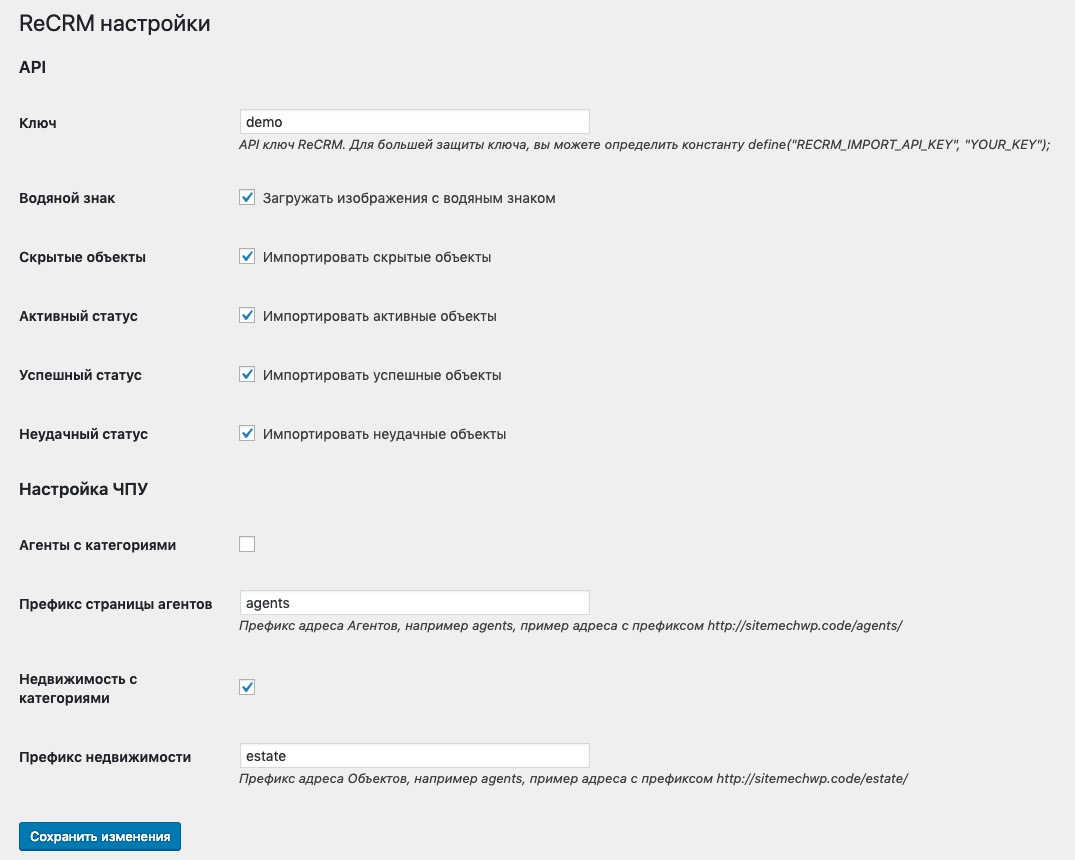 ReCRM настройки
API
Ключ
demo
API ключ ReCRM. Для большей защиты ключа, вы можете определить константу define("RECRM_IMPORT_API_KEY", "YOUR_KEY");
Водяной знак
Загружать изображения с водяным знаком
Скрытые объекты
Импортировать скрытые объекты
Активный статус
Импортировать активные объекты
Успешный статус
Импортировать успешные объекты
Неудачный статус
Импортировать неудачные объекты
Настройка ЧПУ
Агенты с категориями
Префикс страницы агентов
agents
Префикс адреса Агентов, например agents, пример адреса с префиксом http://sitemechwp.code/agents/
Недвижимость с
категориями
Префикс недвижимости
estate
Префикс адреса Объектов, например agents, пример адреса с префиксом http://sitemechwp.code/estate/
Сохранить изменения